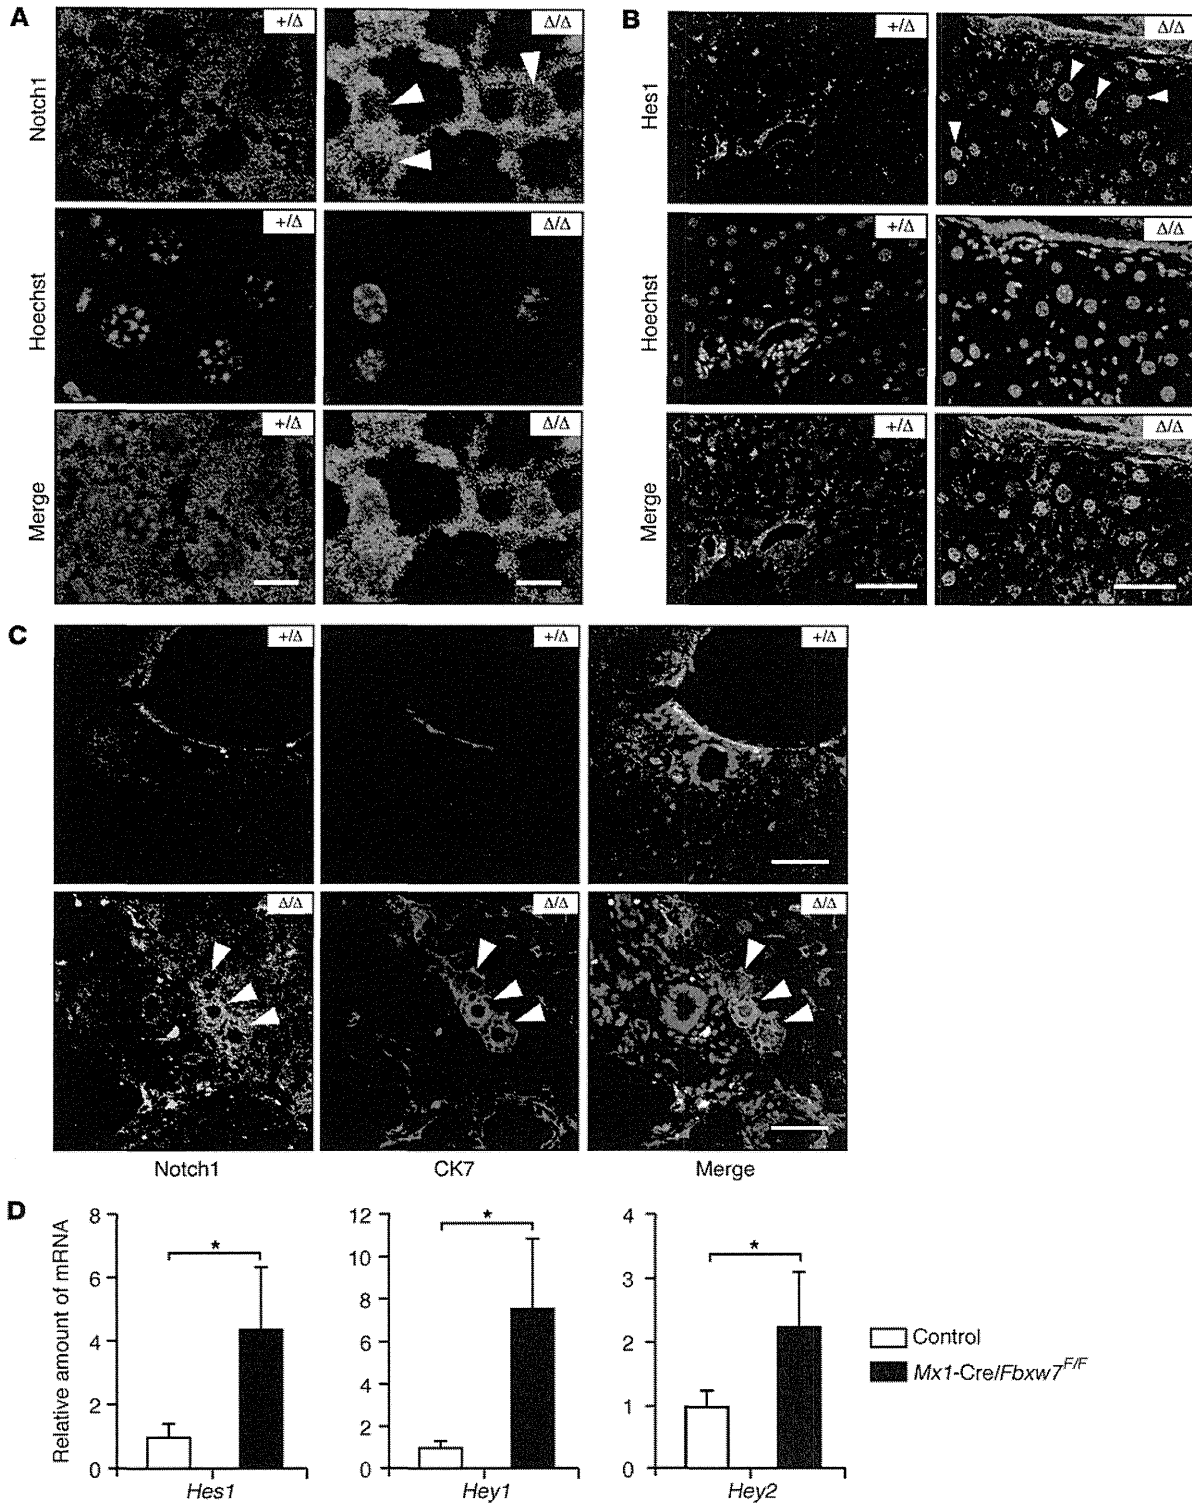 A
B
+/Δ
Δ/Δ
+/Δ
Δ/Δ
Notch1
Hes1
+/Δ
Δ/Δ
+/Δ
Δ/Δ
Hoechst
Hoechst
+/Δ
Δ/Δ
+/Δ
Δ/Δ
Merge
Merge
C
+/Δ
+/Δ
+/Δ
Δ/Δ
Δ/Δ
Δ/Δ
Notch1
CK7
Merge
D
Relative amount of mRNA
8
6
4
2
0
*
Hes1
12
10
8
6
4
2
0
*
Hey1
4
3
2
1
0
*
Hey2
Control
Mx1-Cre/Fbxw7F/F